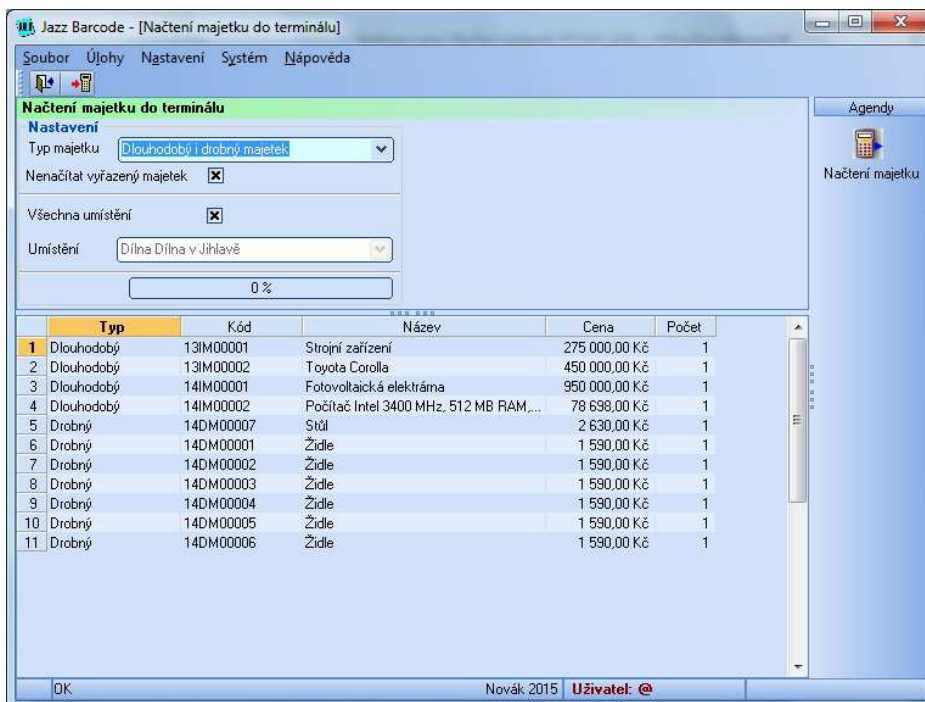 Jazz Barcode - [Načtení majetku do terminálu]
Soubor Úlohy Nastavení Systém Nápověda
Načtení majetku do terminálu
Agendy
Nastavení
Typ majetku Dlouhodobý i drobný majetek
Načtení majetku
Nenačítat vyřazený majetek
Všechna umístění
Umístění Dílna Dílna v Jihlavě
0 %
Typ Kód Název Cena Počet
1 Dlouhodobý 13IM00001 Strojní zařízení 275 000,00 Kč 1
2 Dlouhodobý 13IM00002 Toyota Corolla 450 000,00 Kč 1
3 Dlouhodobý 14IM00001 Fotovoltaická elektrárna 950 000,00 Kč 1
4 Dlouhodobý 14IM00002 Počítač Intel 3400 MHz, 512 MB RAM,... 78 698,00 Kč 1
5 Drobný 14DM00007 Stůl 2 630,00 Kč 1
6 Drobný 14DM00001 Židle 1 590,00 Kč 1
7 Drobný 14DM00002 Židle 1 590,00 Kč 1
8 Drobný 14DM00003 Židle 1 590,00 Kč 1
9 Drobný 14DM00004 Židle 1 590,00 Kč 1
10 Drobný 14DM00005 Židle 1 590,00 Kč 1
11 Drobný 14DM00006 Židle 1 590,00 Kč 1
OK Novák 2015 Uživatel: @